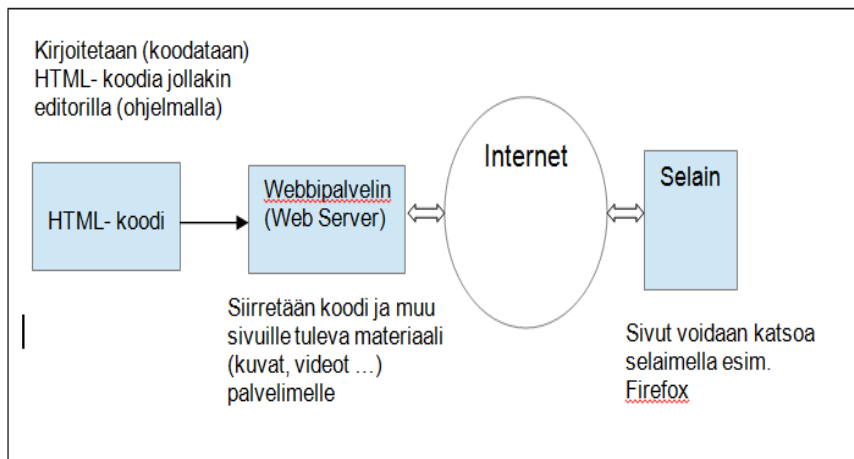 Kirjoitetaan (koodataan)
HTML- koodia jollakin
editorilla (ohjelmalla)
HTML- koodi
Webbipalvelin
(Web Server)
Siirretään koodi ja muu
sivuille tuleva materiaali
(kuvat, videot ...)
palvelimelle
Internet
Selain
Sivut voidaan katsoa
selaimella esim.
Firefox